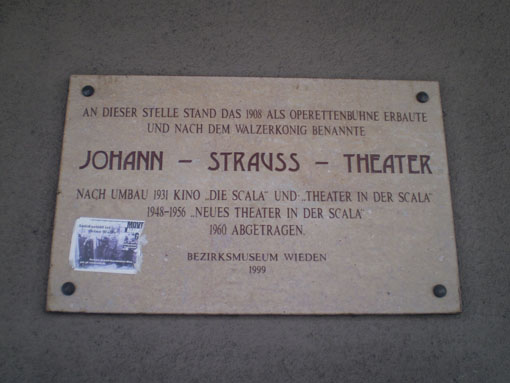 AN DIESER STELLE STAND DAS 1908 ALS OPERETTENBÜHNE ERBAUTE
UND NACH DEM WALZERKÖNIG BENANNTE
JOHANN – STRAUSS – THEATER
NACH UMBAU 1931 KINO „DIE SCALA“ UND „THEATER IN DER SCALA“
1948–1956 „NEUES THEATER IN DER SCALA“
1960 ABGETRAGEN.
BEZIRKSMUSEUM WIEDEN
1999